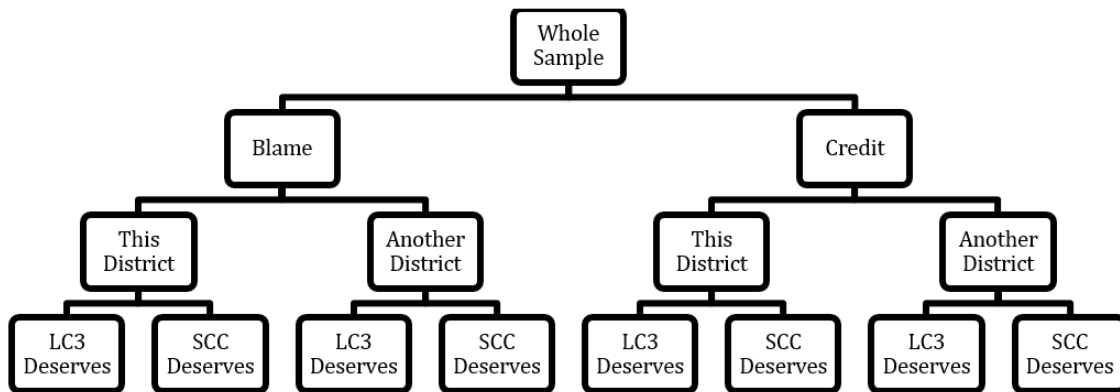 Whole
Sample
Blame
Credit
This
District
Another
District
This
District
Another
District
LC3
Deserves
SCC
Deserves
LC3
Deserves
SCC
Deserves
LC3
Deserves
SCC
Deserves
LC3
Deserves
SCC
Deserves